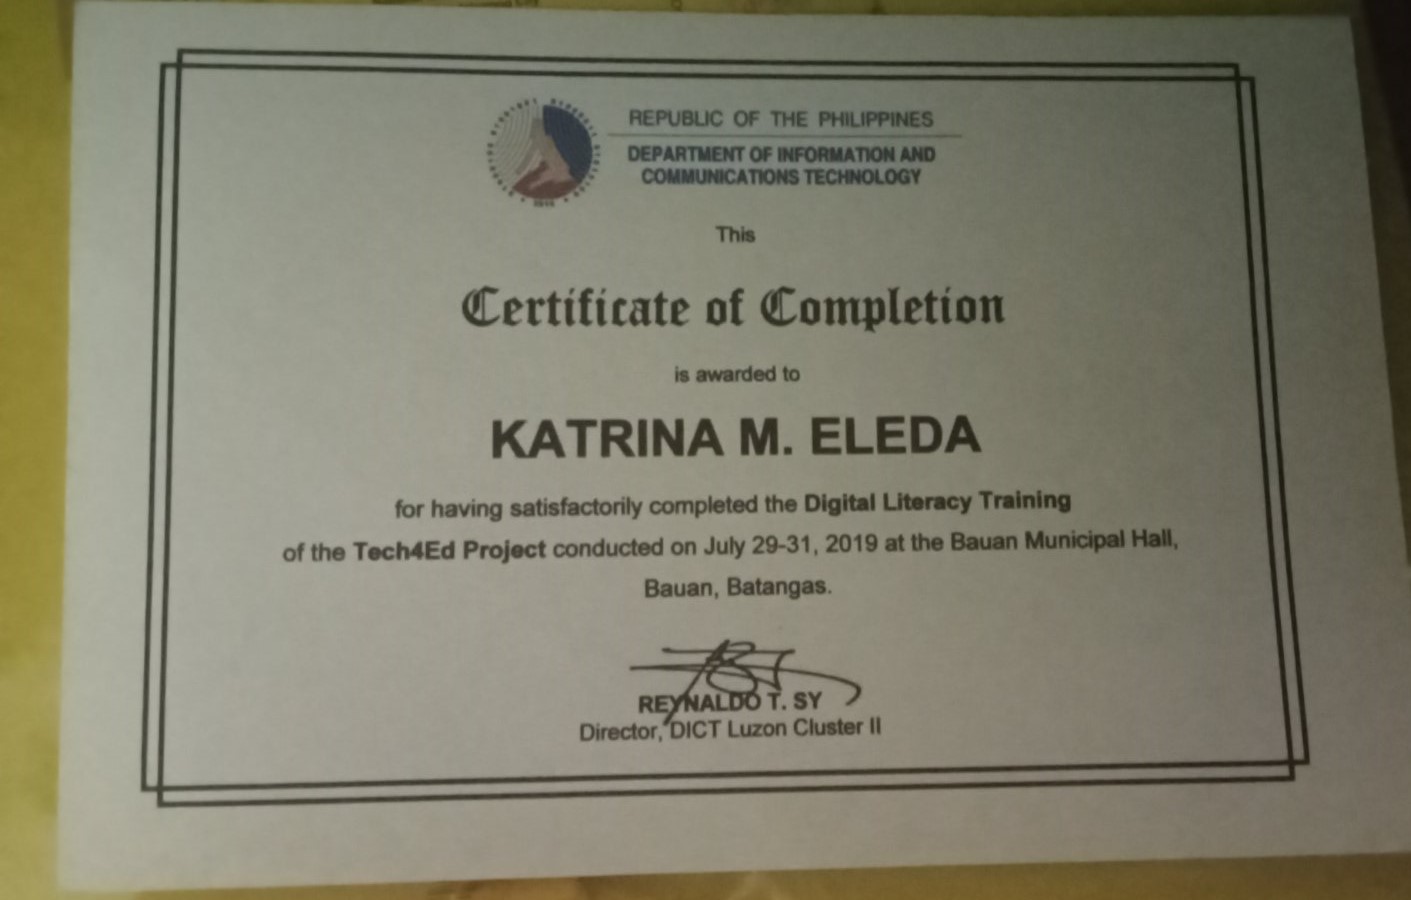 REPUBLIC OF THE PHILIPPINES
DEPARTMENT OF INFORMATION AND
COMMUNICATIONS TECHNOLOGY
This
Certificate of Completion
is awarded to
KATRINA M. ELEDA
for having satisfactorily completed the Digital Literacy Training
of the Tech4Ed Project conducted on July 29-31, 2019 at the Bauan Municipal Hall,
Bauan, Batangas.
REYNALDO T. SY
Director, DICT Luzon Cluster II